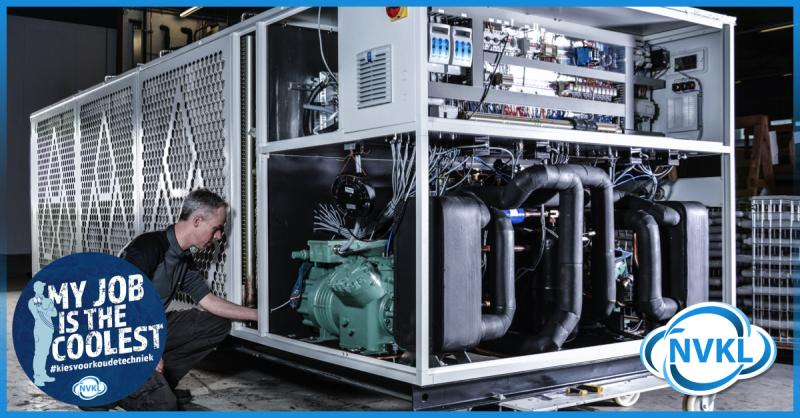 MY JOB
IS THE
COOLEST
#kiesvoorkoudetechniek
NVKL
NVKL